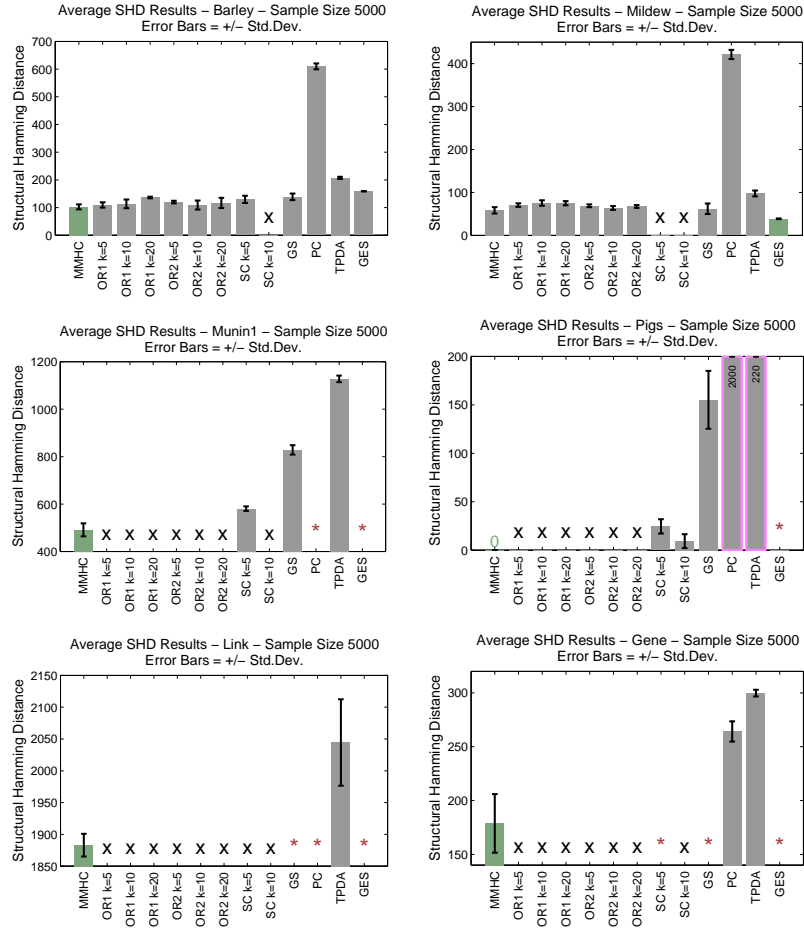 Average SHD Results − Barley − Sample Size 5000
Error Bars = +/− Std.Dev.
Structural Hamming Distance
700
600
500
400
300
200
100
0
X
MMHC
OR1 k=5
OR1 k=10
OR1 k=20
OR2 k=5
OR2 k=10
OR2 k=20
SC k=5
SC k=10
GS
PC
TPDA
GES
Average SHD Results − Mildew − Sample Size 5000
Error Bars = +/− Std.Dev.
Structural Hamming Distance
400
300
200
100
0
X X
MMHC
OR1 k=5
OR1 k=10
OR1 k=20
OR2 k=5
OR2 k=10
OR2 k=20
SC k=5
SC k=10
GS
PC
TPDA
GES
Average SHD Results − Munin1 − Sample Size 5000
Error Bars = +/− Std.Dev.
Structural Hamming Distance
1200
1000
800
600
400
X X X X X X X * *
MMHC
OR1 k=5
OR1 k=10
OR1 k=20
OR2 k=5
OR2 k=10
OR2 k=20
SC k=5
SC k=10
GS
PC
TPDA
GES
Average SHD Results − Pigs − Sample Size 5000
Error Bars = +/− Std.Dev.
Structural Hamming Distance
200
150
100
50
0
2000
220
0 X X X X X X *
MMHC
OR1 k=5
OR1 k=10
OR1 k=20
OR2 k=5
OR2 k=10
OR2 k=20
SC k=5
SC k=10
GS
PC
TPDA
GES
Average SHD Results − Link − Sample Size 5000
Error Bars = +/− Std.Dev.
Structural Hamming Distance
2150
2100
2050
2000
1950
1900
1850
X X X X X X X X * * *
MMHC
OR1 k=5
OR1 k=10
OR1 k=20
OR2 k=5
OR2 k=10
OR2 k=20
SC k=5
SC k=10
GS
PC
TPDA
GES
Average SHD Results − Gene − Sample Size 5000
Error Bars = +/− Std.Dev.
Structural Hamming Distance
300
250
200
150
X X X X X X * X * *
MMHC
OR1 k=5
OR1 k=10
OR1 k=20
OR2 k=5
OR2 k=10
OR2 k=20
SC k=5
SC k=10
GS
PC
TPDA
GES